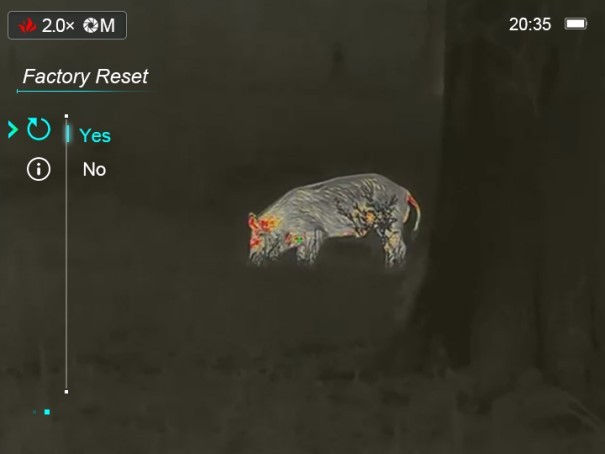 2.0× M
20:35
Factory Reset
Yes
No